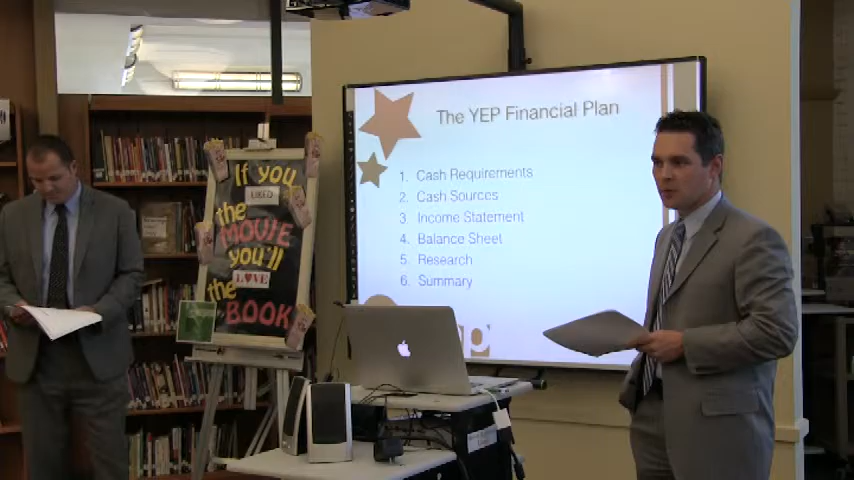 If you
LIKED
the
MOVIE
you'll
LOVE
the
BOOK
The YEP Financial Plan
1. Cash Requirements
2. Cash Sources
3. Income Statement
4. Balance Sheet
5. Research
6. Summary